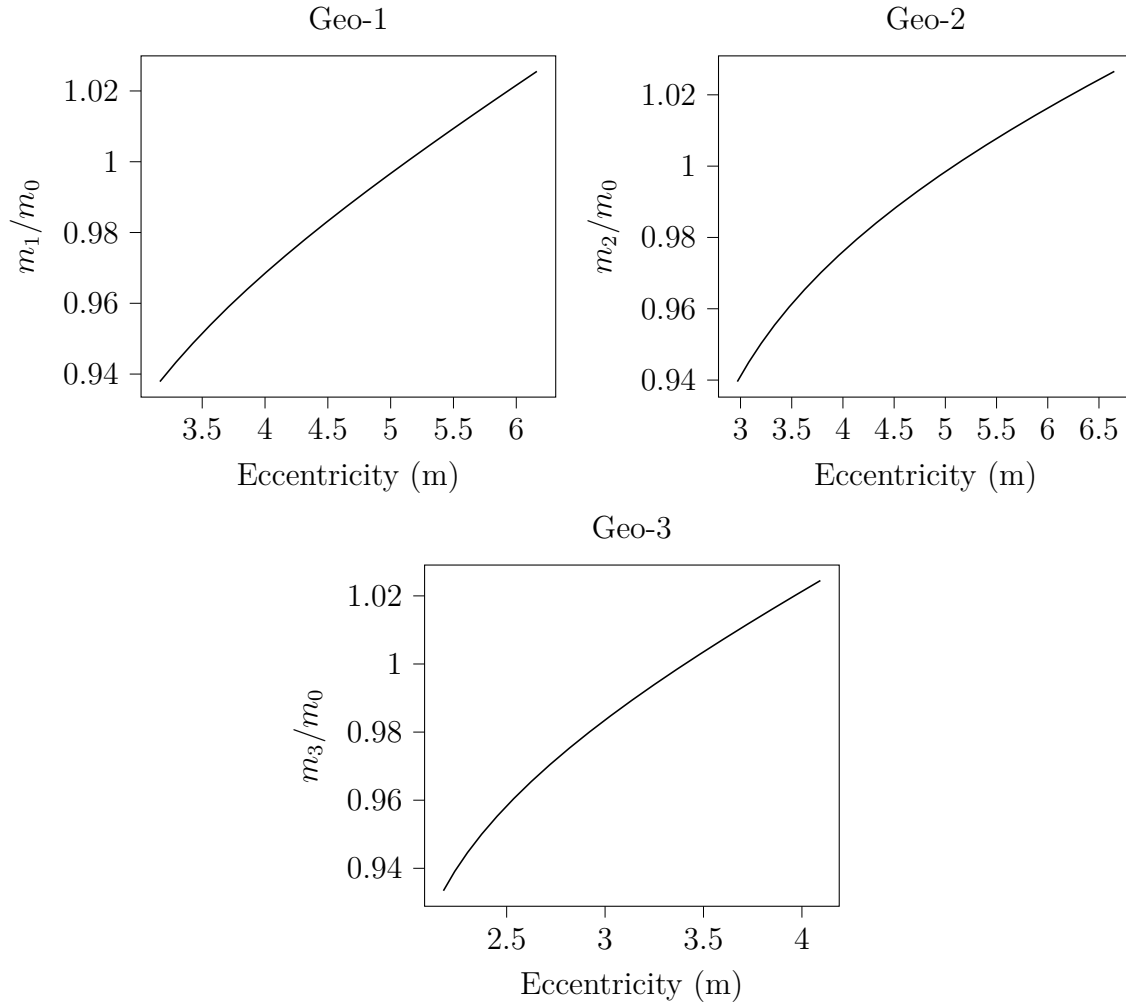 Geo-1
1.02
1
0.98
0.96
0.94
m₁/m₀
3.5 4 4.5 5 5.5 6
Eccentricity (m)
Geo-2
1.02
1
0.98
0.96
0.94
m₂/m₀
3 3.5 4 4.5 5 5.5 6 6.5
Eccentricity (m)
Geo-3
1.02
1
0.98
0.96
0.94
m₃/m₀
2.5 3 3.5 4
Eccentricity (m)